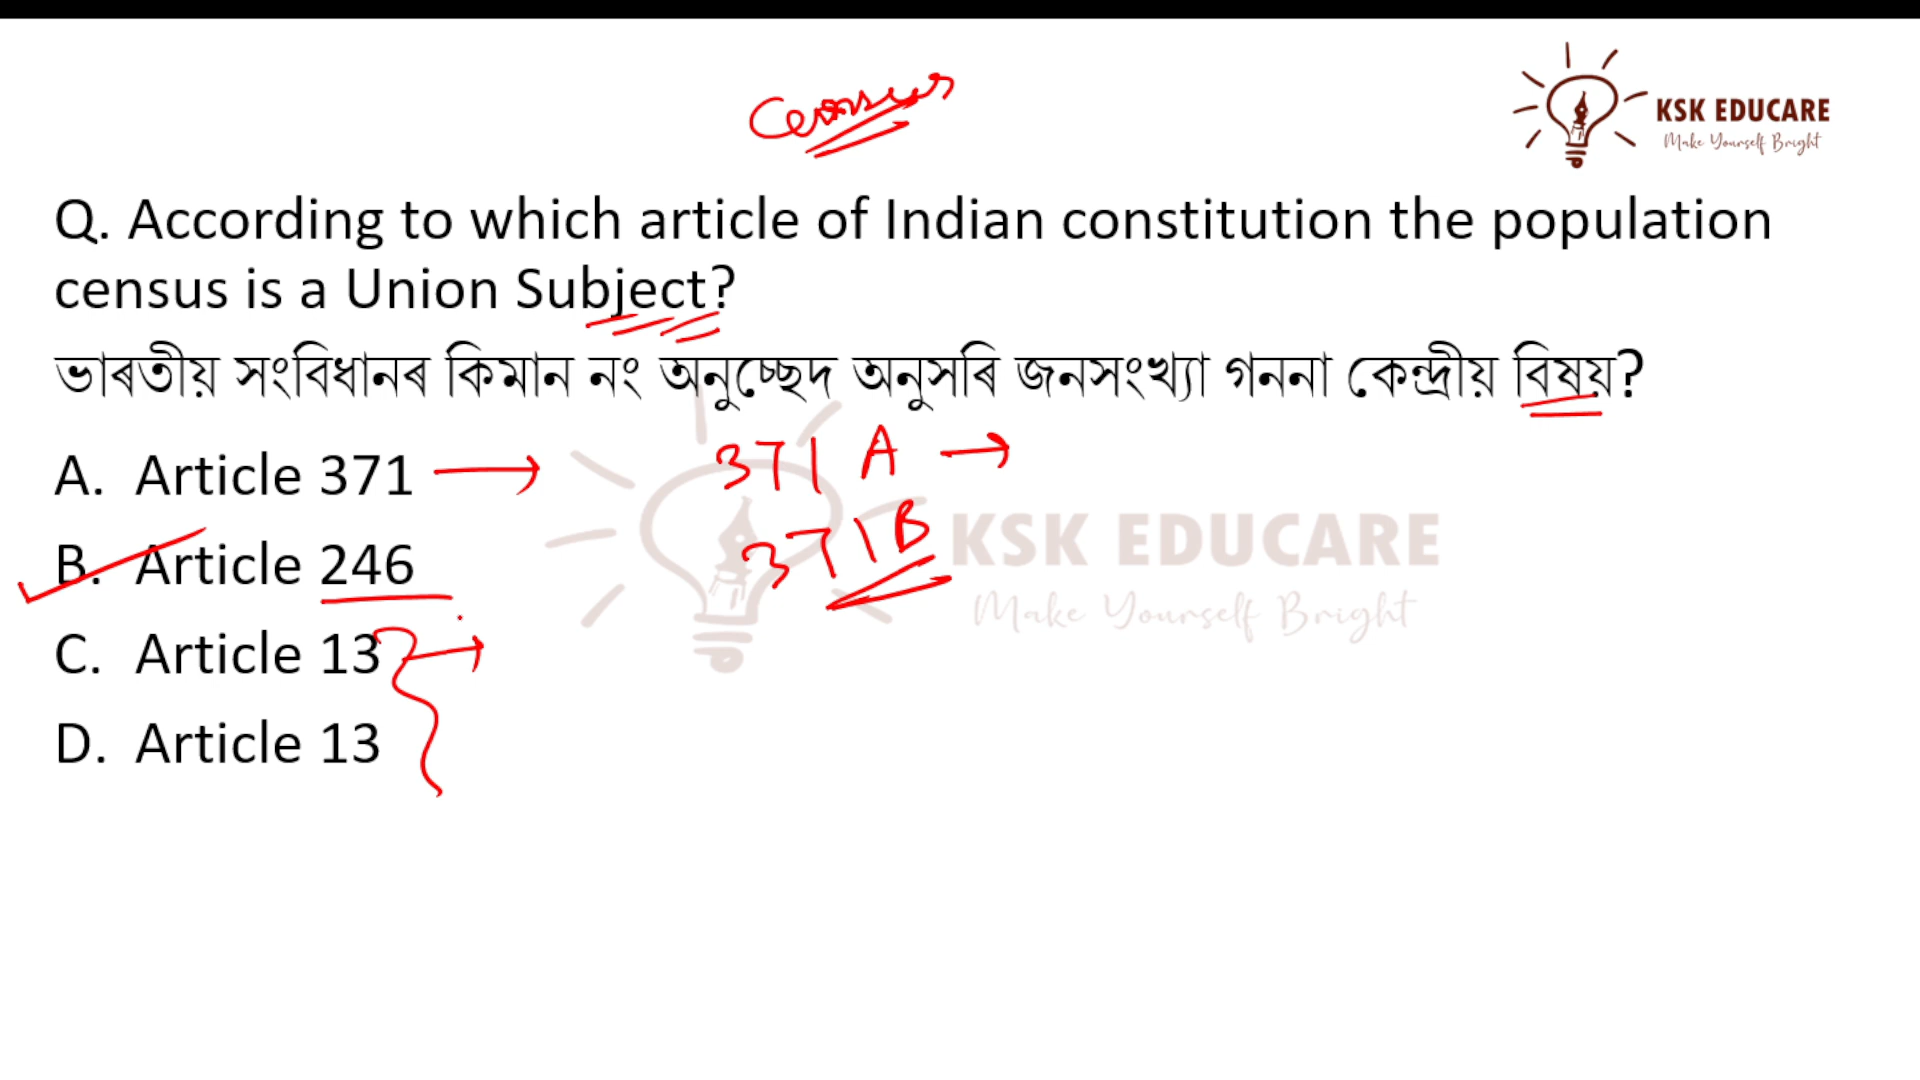 Census
KSK EDUCARE
Make Yourself Bright
Q. According to which article of Indian constitution the population
census is a Union Subject?
ভাৰতীয় সংবিধানৰ কিমান নং অনুচ্ছেদ অনুসৰি জনসংখ্যা গননা কেন্দ্ৰীয় বিষয়?
A. Article 371
371 A
B. Article 246
371B
KSK EDUCARE
Make Yourself Bright
C. Article 13
D. Article 13